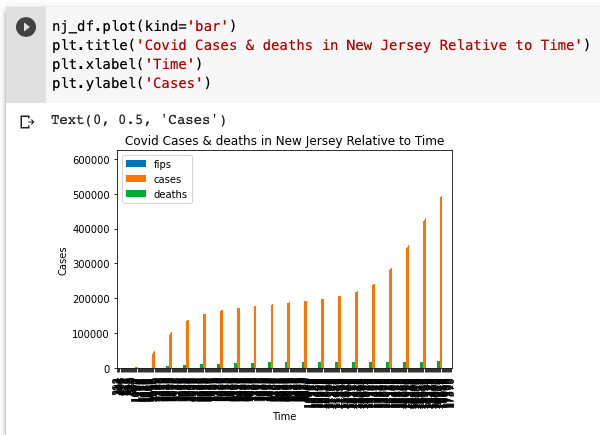 nj_df.plot(kind='bar')
plt.title('Covid Cases & deaths in New Jersey Relative to Time')
plt.xlabel('Time')
plt.ylabel('Cases')
Text(0, 0.5, 'Cases')
Covid Cases & deaths in New Jersey Relative to Time
600000
500000
400000
300000
200000
100000
0
Cases
fips
cases
deaths
Time